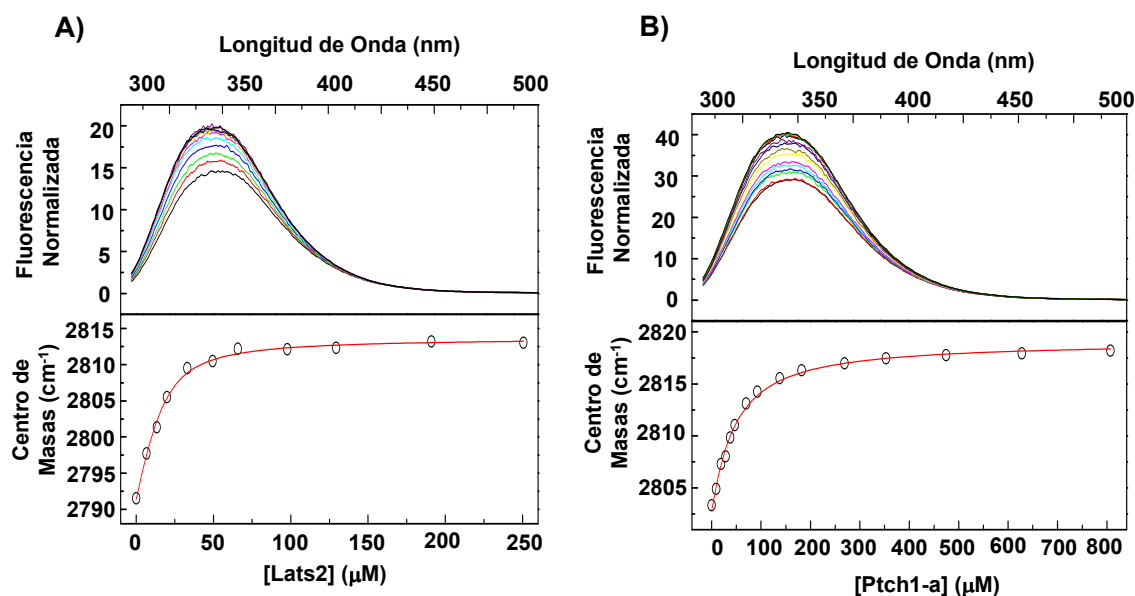 A)
Longitud de Onda (nm)
300 350 400 450 500
Fluorescencia
Normalizada
20
15
10
5
0
Centro de
Masas (cm⁻¹)
2815
2810
2805
2800
2795
2790
0 50 100 150 200 250
[Lats2] (µM)
B)
Longitud de Onda (nm)
300 350 400 450 500
Fluorescencia
Normalizada
40
30
20
10
0
Centro de
Masas (cm⁻¹)
2820
2815
2810
2805
0 100 200 300 400 500 600 700 800
[Ptch1-a] (µM)